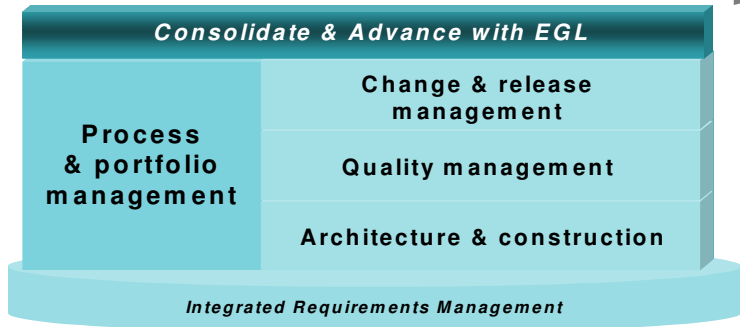 Consolidate & Advance with EGL
Process
& portfolio
management
Change & release
management
Quality management
Architecture & construction
Integrated Requirements Management